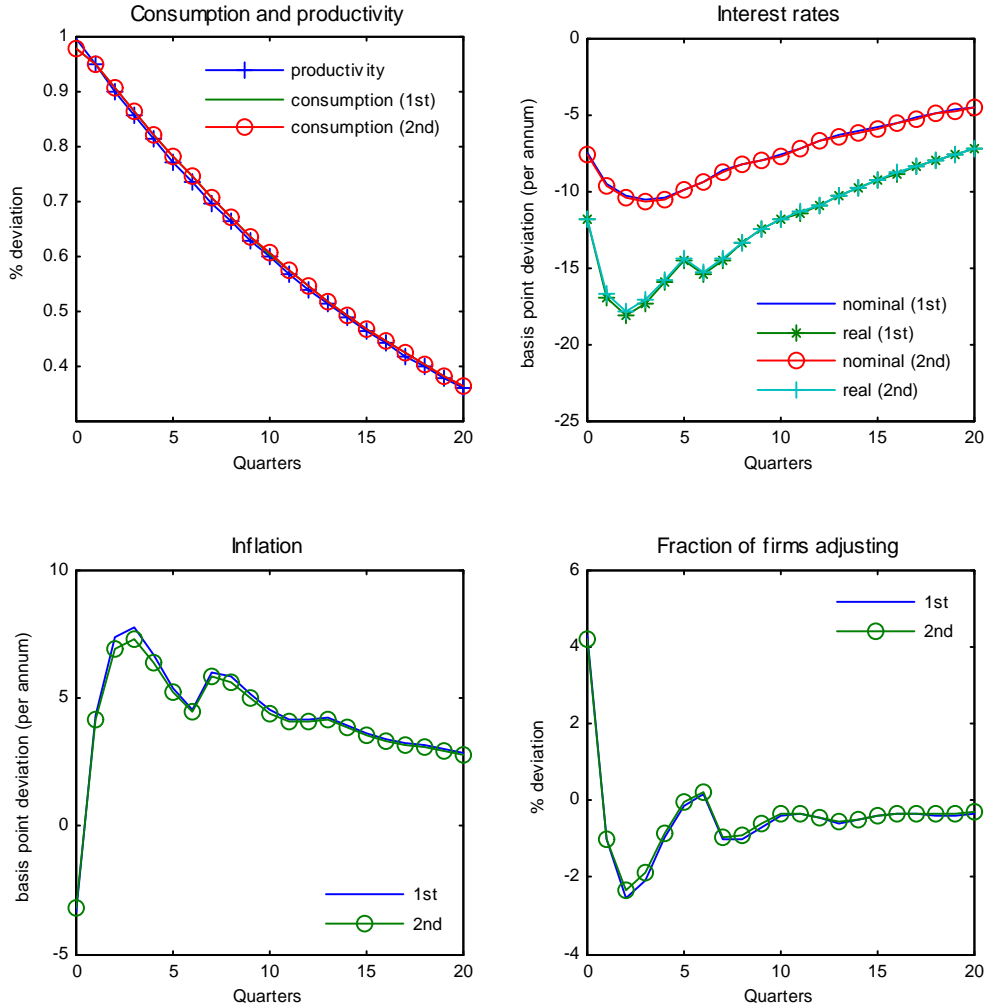 Consumption and productivity
1
0.9
0.8
0.7
0.6
0.5
0.4
% deviation
productivity
consumption (1st)
consumption (2nd)
0 5 10 15 20
Quarters
Interest rates
0
-5
-10
-15
-20
-25
basis point deviation (per annum)
nominal (1st)
real (1st)
nominal (2nd)
real (2nd)
0 5 10 15 20
Quarters
Inflation
10
5
0
-5
basis point deviation (per annum)
1st
2nd
0 5 10 15 20
Quarters
Fraction of firms adjusting
6
4
2
0
-2
-4
% deviation
1st
2nd
0 5 10 15 20
Quarters